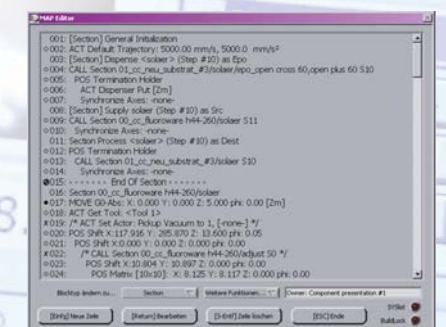 MAP Editor
001: [Section] General Initialization
002: ACT Default Trajectory: 5000.00 mm/s, 5000.0 mm/s²
003: [Section] Dispense <solaer> (Step #10) as Epo
004: CALL Section 01_cc_neu_substrat_#3/solaer/epo_open cross 60,open plus 60 S10
005: POS Termination Holder
006: ACT Dispenser Put [Zm]
007: Synchronize Axes: -none-
008: [Section] Supply solaer (Step #10) as Src
009: CALL Section 00_cc_fluoroware h44-260/solaer S11
010: Synchronize Axes: -none-
011: Section Process <solaer> (Step #10) as Dest
012: POS Termination Holder
013: CALL Section 01_cc_neu_substrat_#3/solaer S10
014: Synchronize Axes: -none-
015: - - - - - - - End Of Section - - - - - - -
016: Section 00_cc_fluoroware h44-260/solaer
017: MOVE G0-Abs: X: 0.000 Y: 0.000 Z: 5.000 phi: 0.00 [Zm]
018: ACT Get Tool: <Tool 1>
x 019: /* ACT Set Actor: Pickup Vacuum to 1, [-none-] */
020: POS Shift X:117.916 Y: 285.870 Z: 13.600 phi: 0.05
021: POS Shift X:0.000 Y: 0.000 Z: 0.000 phi: 0.00
x 022: /* CALL Section 00_cc_fluoroware h44-260/adjust S0 */
023: POS Shift X:10.804 Y: 10.897 Z: 0.000 phi: 0.00
024: POS Matrix [10x10]: X: 8.125 Y: 8.117 Z: 0.000 phi: 0.00
Blocktyp ändern zu... Section Weitere Funktionen... Owner: Component presentation #1
[Einfg] Neue Zeile [Return] Bearbeiten [S-Entf] Zeile löschen [ESC] Ende
BuildLock
8.